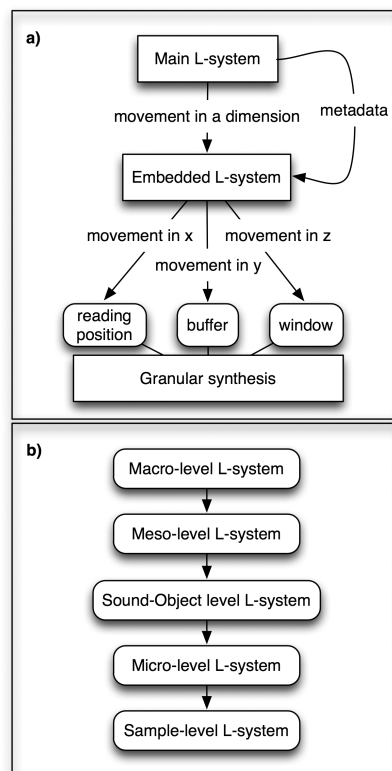 a)
Main L-system
metadata
movement in a dimension
Embedded L-system
movement in x
movement in z
movement in y
reading
position
buffer
window
Granular synthesis
b)
Macro-level L-system
Meso-level L-system
Sound-Object level L-system
Micro-level L-system
Sample-level L-system